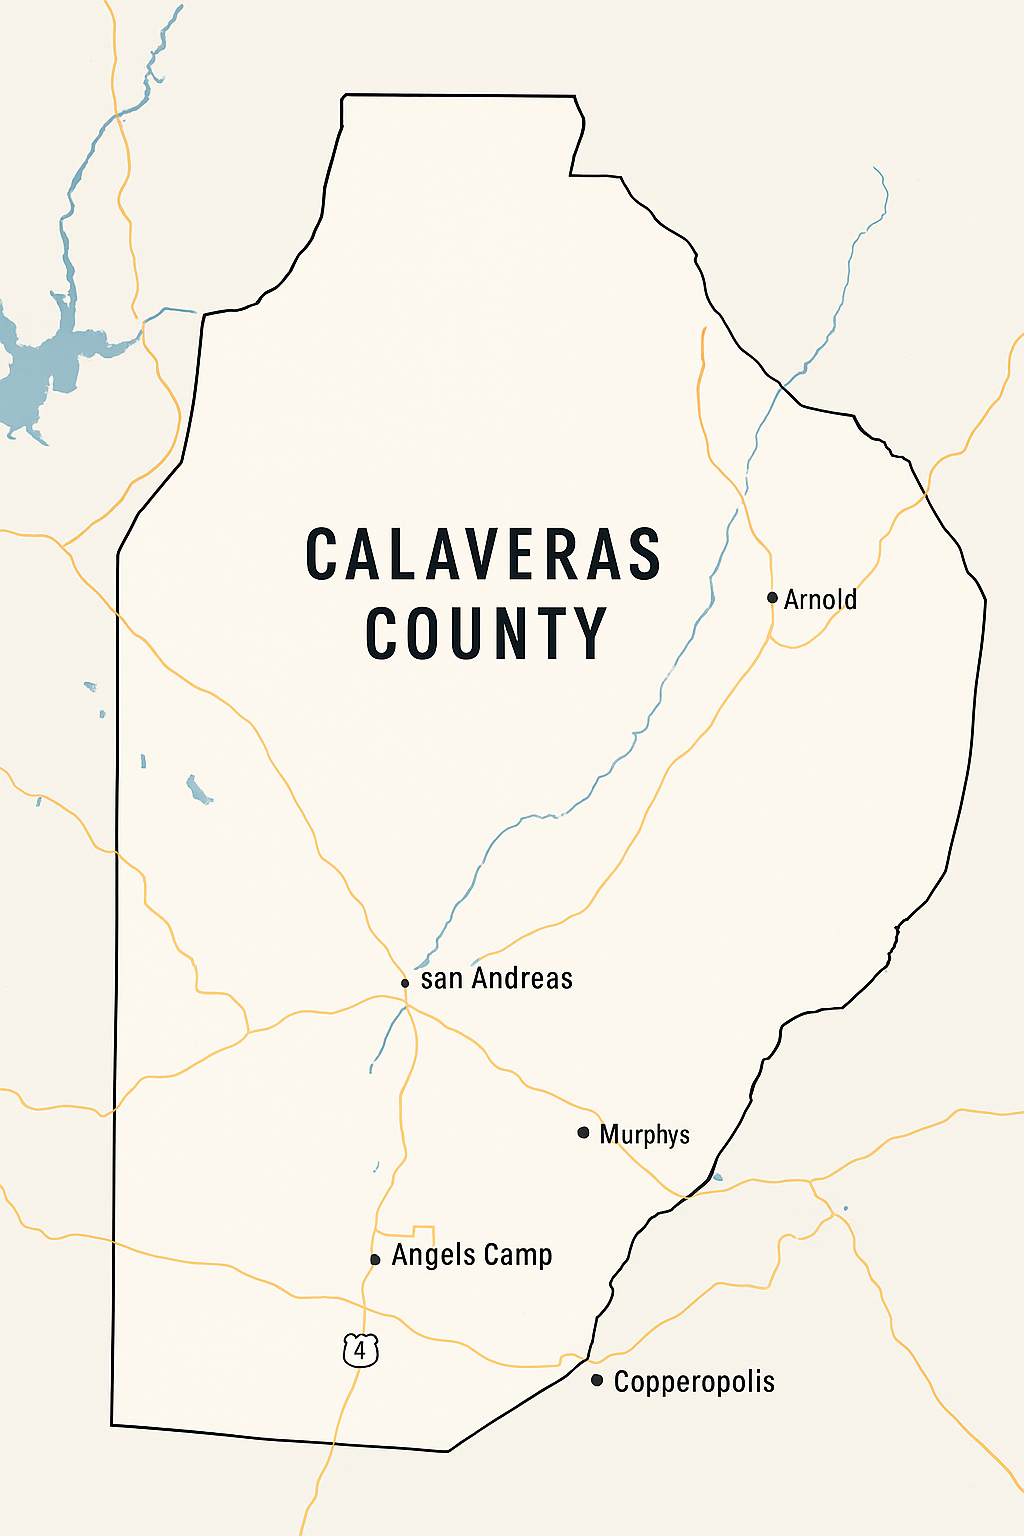 CALAVERAS
COUNTY
Arnold
san Andreas
Murphys
Angels Camp
4
Copperopolis